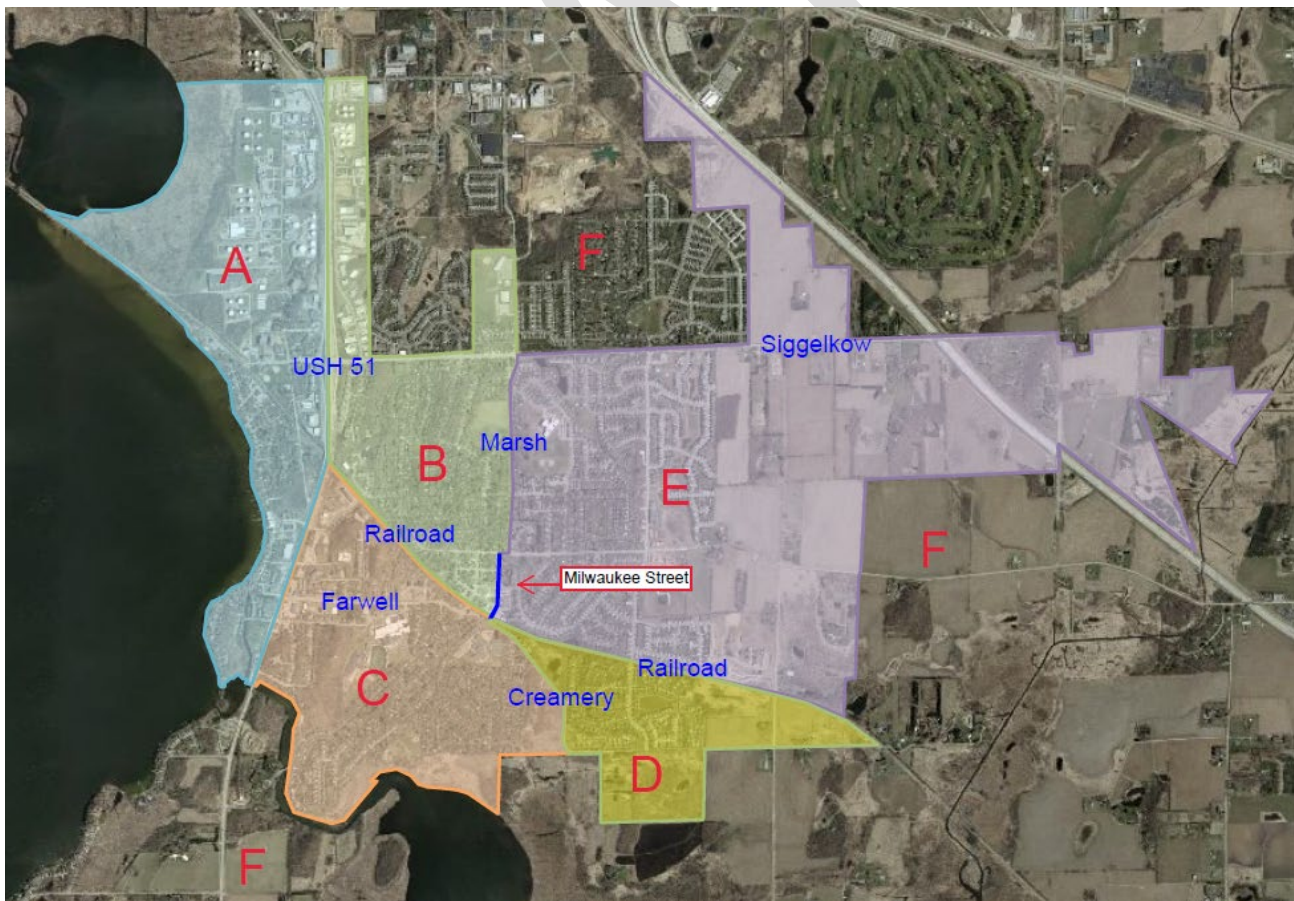 A
F
USH 51
Siggelkow
Marsh
B
E
Railroad
F
Milwaukee Street
Farwell
Railroad
C
Creamery
D
F